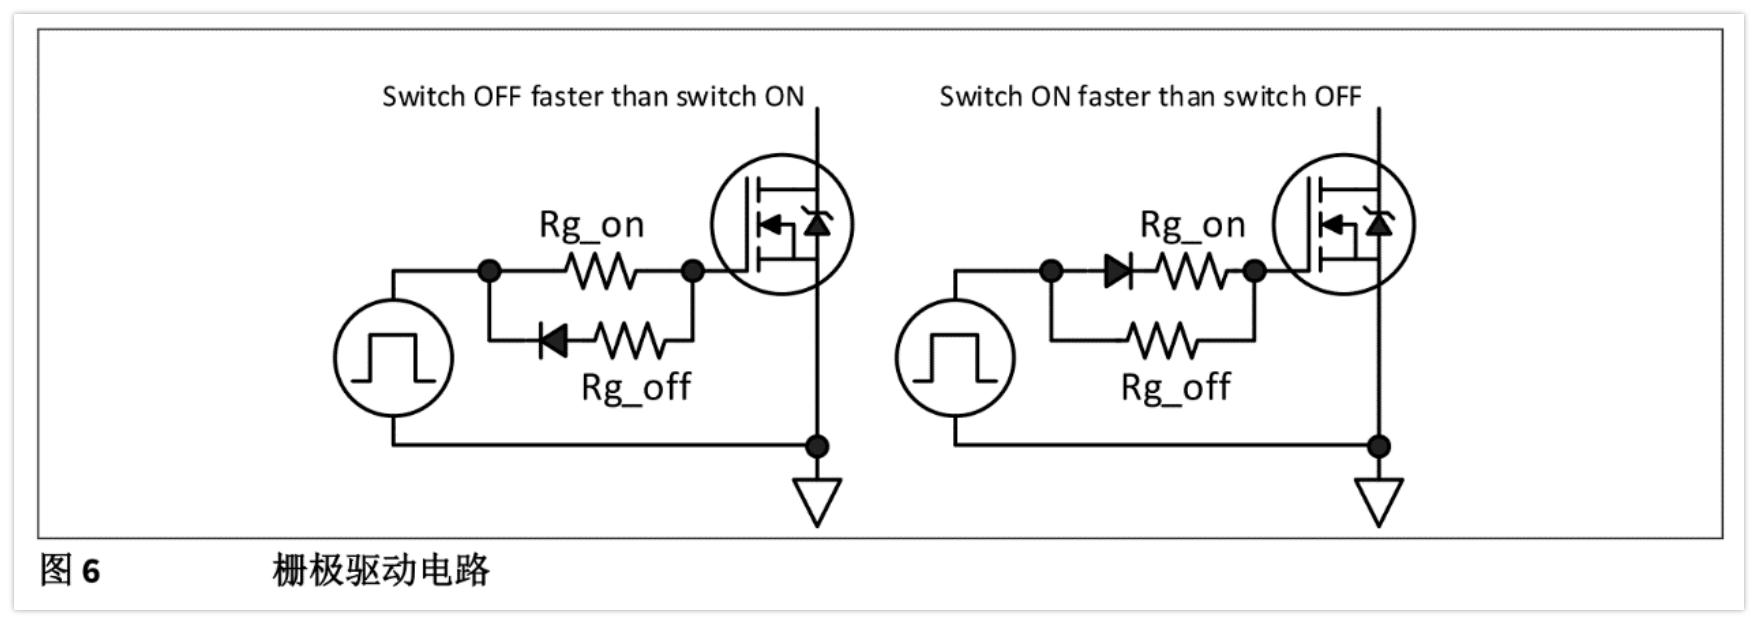 Switch OFF faster than switch ON
Switch ON faster than switch OFF
Rg_on
Rg_off
Rg_on
Rg_off
图 6 栅极驱动电路